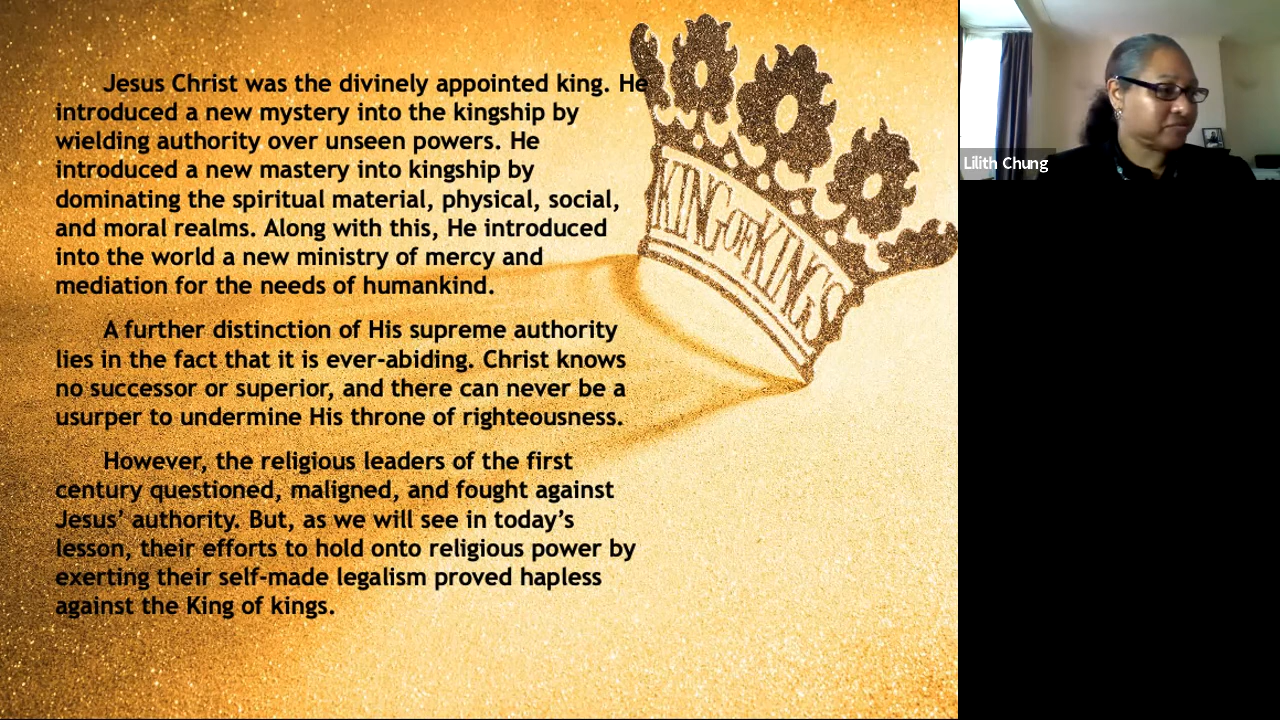 Jesus Christ was the divinely appointed king. He
introduced a new mystery into the kingship by
wielding authority over unseen powers. He
introduced a new mastery into kingship by
dominating the spiritual material, physical, social,
and moral realms. Along with this, He introduced
into the world a new ministry of mercy and
mediation for the needs of humankind.
A further distinction of His supreme authority
lies in the fact that it is ever-abiding. Christ knows
no successor or superior, and there can never be a
usurper to undermine His throne of righteousness.
However, the religious leaders of the first
century questioned, maligned, and fought against
Jesus’ authority. But, as we will see in today’s
lesson, their efforts to hold onto religious power by
exerting their self-made legalism proved hapless
against the King of kings.
KING OF KINGS
Lilith Chung